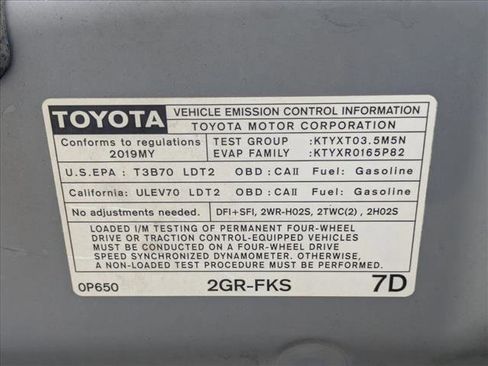 TOYOTA VEHICLE EMISSION CONTROL INFORMATION
TOYOTA MOTOR CORPORATION
Conforms to regulations
2019MY
TEST GROUP :KTYXT03.5M5N
EVAP FAMILY :KTYXR0165P82
U.S.EPA : T3B70 LDT2 OBD : CAII Fuel: Gasoline
California: ULEV70 LDT2 OBD : CAII Fuel: Gasoline
No adjustments needed. DFI+SFI, 2WR-HO2S, 2TWC(2), 2HO2S
LOADED I/M TESTING OF PERMANENT FOUR-WHEEL
DRIVE OR TRACTION CONTROL-EQUIPPED VEHICLES
MUST BE CONDUCTED ON A FOUR-WHEEL DRIVE
SPEED SYNCHRONIZED DYNAMOMETER. OTHERWISE,
A NON-LOADED TEST PROCEDURE MUST BE PERFORMED.
0P650 2GR-FKS 7D